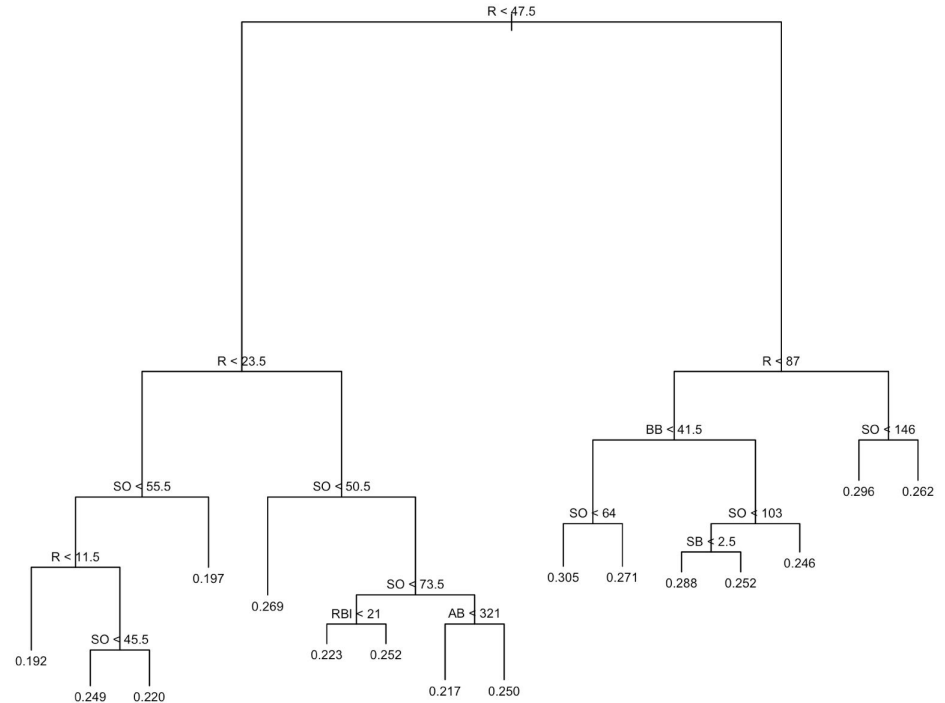 R < 47.5
R < 23.5
R < 87
BB < 41.5
SO < 146
SO < 55.5
SO < 50.5
0.296
0.262
SO < 64
SO < 103
SB < 2.5
R < 11.5
0.246
0.197
0.305
0.271
0.288
0.252
SO < 73.5
0.269
RBI < 21
AB < 321
SO < 45.5
0.223
0.252
0.192
0.217
0.250
0.249
0.220